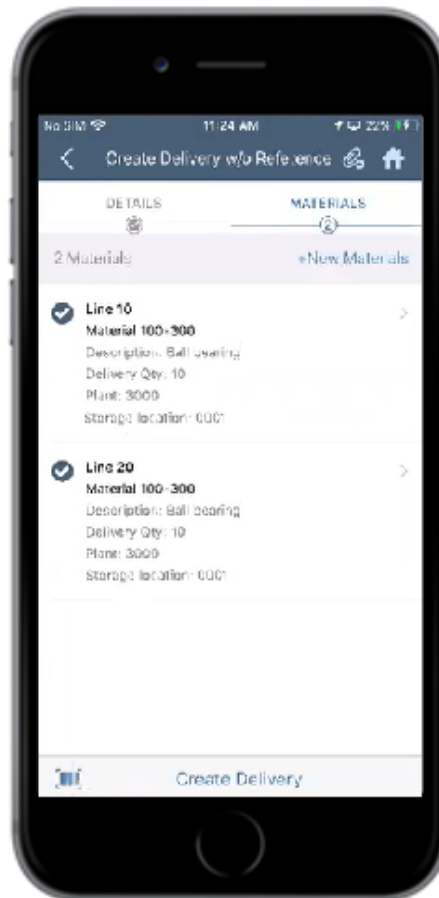 No SIM 11:24 AM 22%
Create Delivery w/o Reference
DETAILS MATERIALS
2
2 Materials +New Materials
Line 10
Material 100-300
Description: Ball bearing
Delivery Qty: 10
Plant: 3000
Storage location: 0001
Line 20
Material 100-300
Description: Ball bearing
Delivery Qty: 10
Plant: 3000
Storage location: 0001
Create Delivery